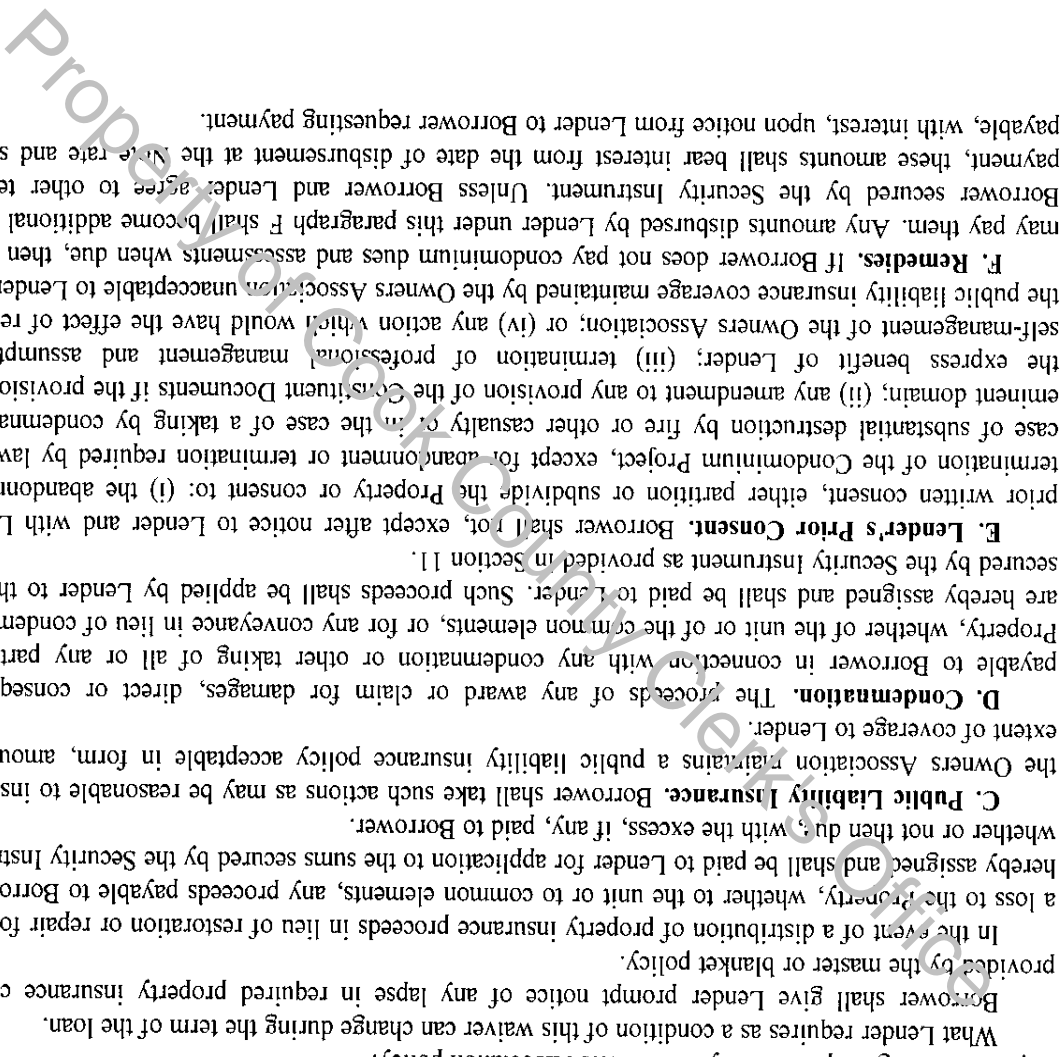 What Lender requires as a condition of this waiver can change during the term of the loan.
Borrower shall give Lender prompt notice of any lapse in required property insurance c
provided by the master or blanket policy.
In the event of a distribution of property insurance proceeds in lieu of restoration or repair fo
a loss to the Property, whether to the unit or to common elements, any proceeds payable to Borro
hereby assigned and shall be paid to Lender for application to the sums secured by the Security Inst
whether or not then due, with the excess, if any, paid to Borrower.
C. Public Liability Insurance. Borrower shall take such actions as may be reasonable to ins
the Owners Association maintains a public liability insurance policy acceptable in form, amou
extent of coverage to Lender.
D. Condemnation. The proceeds of any award or claim for damages, direct or conseq
payable to Borrower in connection with any condemnation or other taking of all or any part
Property, whether of the unit or of the common elements, or for any conveyance in lieu of condem
are hereby assigned and shall be paid to Lender. Such proceeds shall be applied by Lender to th
secured by the Security Instrument as provided in Section 11.
E. Lender's Prior Consent. Borrower shall not, except after notice to Lender and with L
prior written consent, either partition or subdivide the Property or consent to: (i) the abandonn
termination of the Condominium Project, except for abandonment or termination required by law
case of substantial destruction by fire or other casualty or in the case of a taking by condemna
eminent domain; (ii) any amendment to any provision of the Constituent Documents if the provisio
the express benefit of Lender; (iii) termination of professional management and assumpt
self-management of the Owners Association; or (iv) any action which would have the effect of re
the public liability insurance coverage maintained by the Owners Association unacceptable to Lender
F. Remedies. If Borrower does not pay condominium dues and assessments when due, then
may pay them. Any amounts disbursed by Lender under this paragraph F shall become additional
Borrower secured by the Security Instrument. Unless Borrower and Lender agree to other te
payment, these amounts shall bear interest from the date of disbursement at the Note rate and s
payable, with interest, upon notice from Lender to Borrower requesting payment.
Property of Cook County Clerk's Office